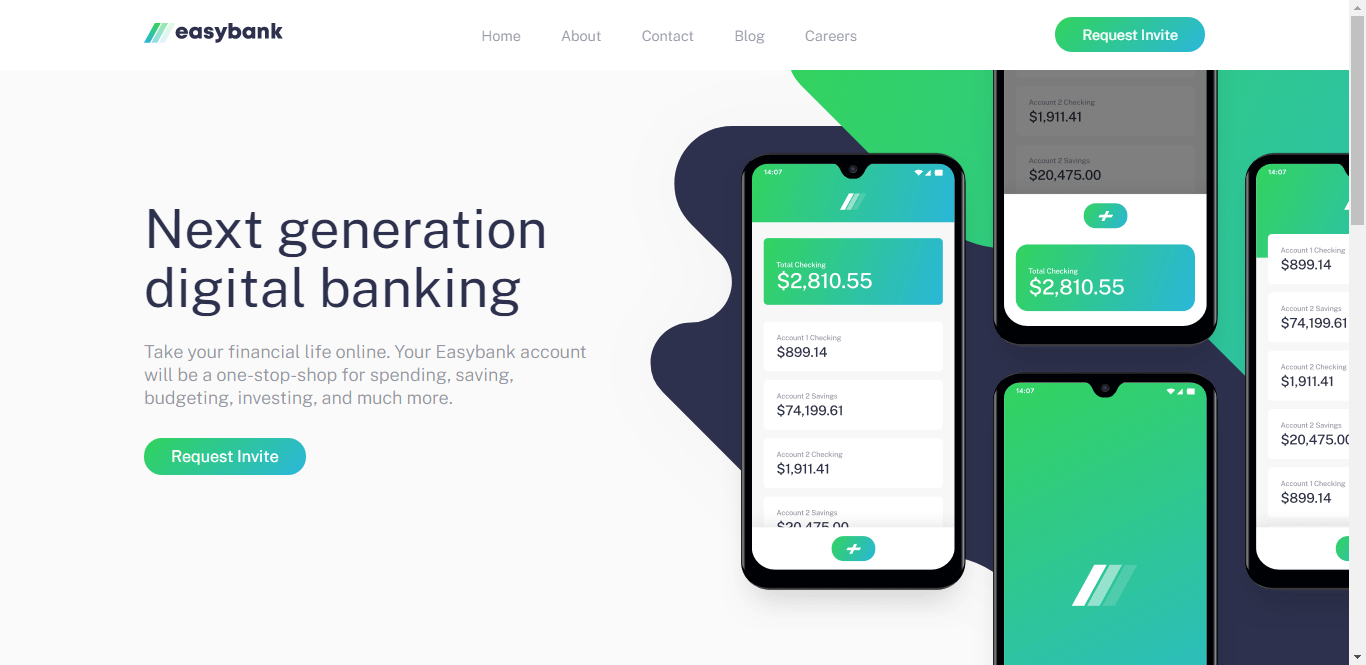 easybank
Home
About
Contact
Blog
Careers
Request Invite
Next generation
digital banking
Take your financial life online. Your Easybank account
will be a one-stop-shop for spending, saving,
budgeting, investing, and much more.
Request Invite
14:07
Total Checking
$2,810.55
Account 1 Checking
$899.14
Account 2 Savings
$74,199.61
Account 2 Checking
$1,911.41
Account 2 Savings
$20,475.00
Account 2 Checking
$1,911.41
Account 2 Savings
$20,475.00
Total Checking
$2,810.55
14:07
14:07
Account 1 Checking
$899.14
Account 2 Savings
$74,199.61
Account 2 Checking
$1,911.41
Account 2 Savings
$20,475.00
Account 1 Checking
$899.14